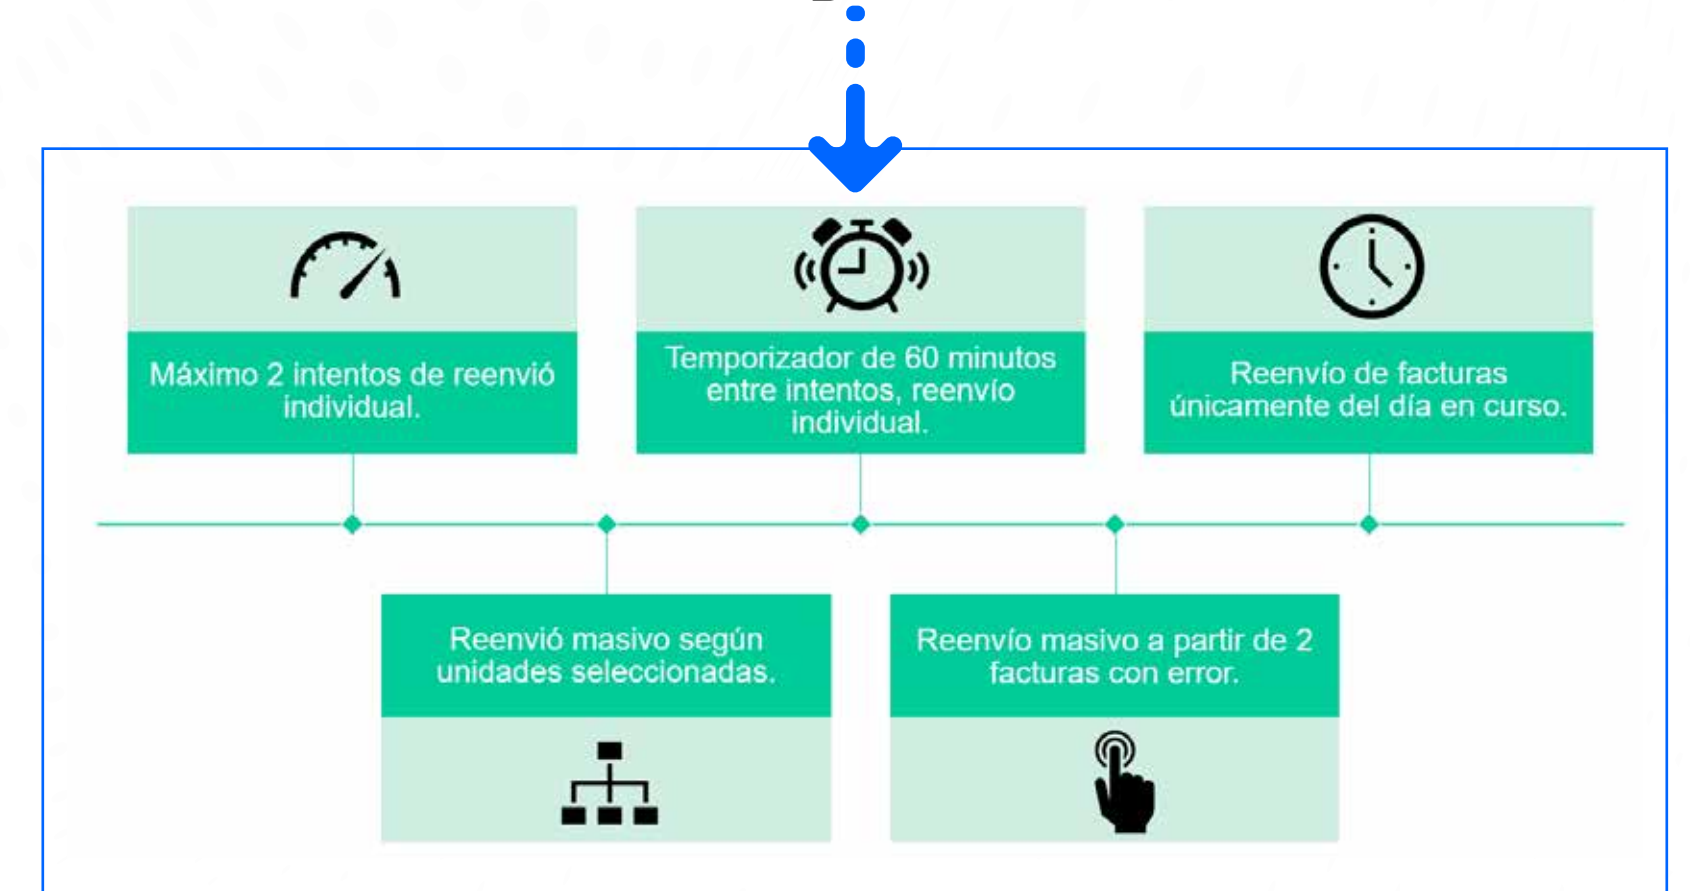 Máximo 2 intentos de reenvió
individual.
Temporizador de 60 minutos
entre intentos, reenvío
individual.
Reenvío de facturas
únicamente del día en curso.
Reenvió masivo según
unidades seleccionadas.
Reenvío masivo a partir de 2
facturas con error.